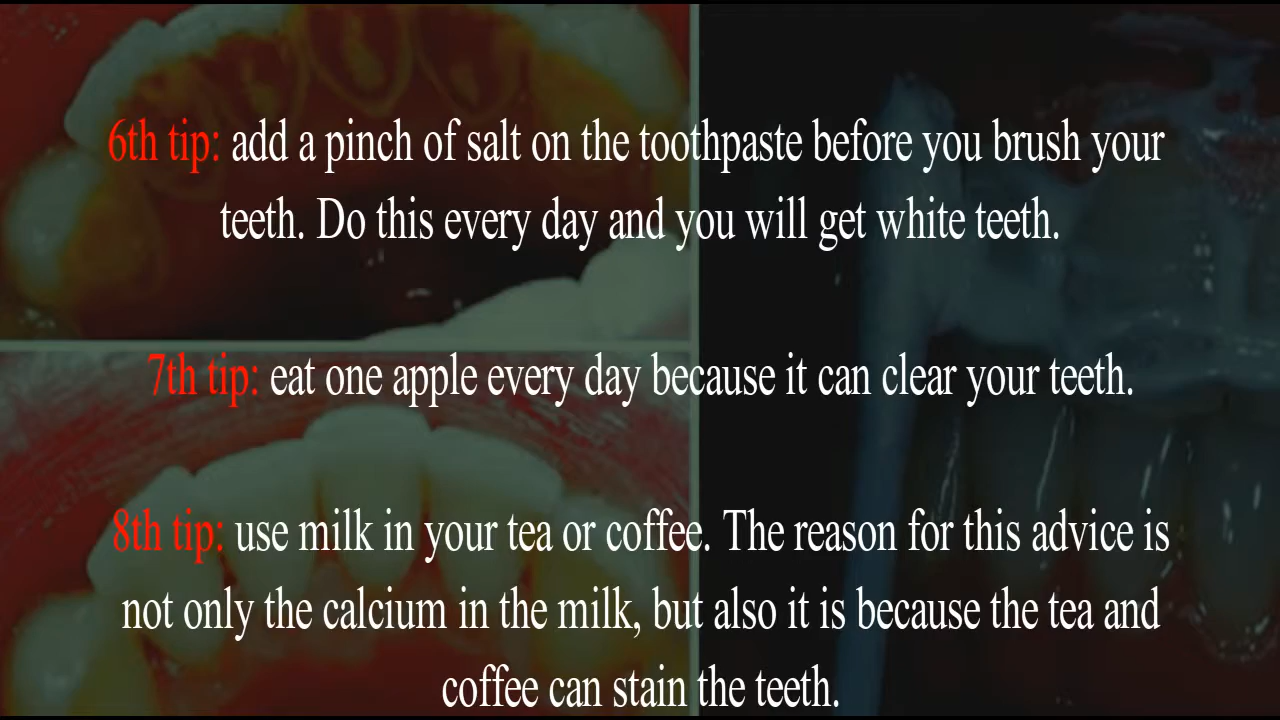 6th tip: add a pinch of salt on the toothpaste before you brush your
teeth. Do this every day and you will get white teeth.
7th tip: eat one apple every day because it can clear your teeth.
8th tip: use milk in your tea or coffee. The reason for this advice is
not only the calcium in the milk, but also it is because the tea and
coffee can stain the teeth.